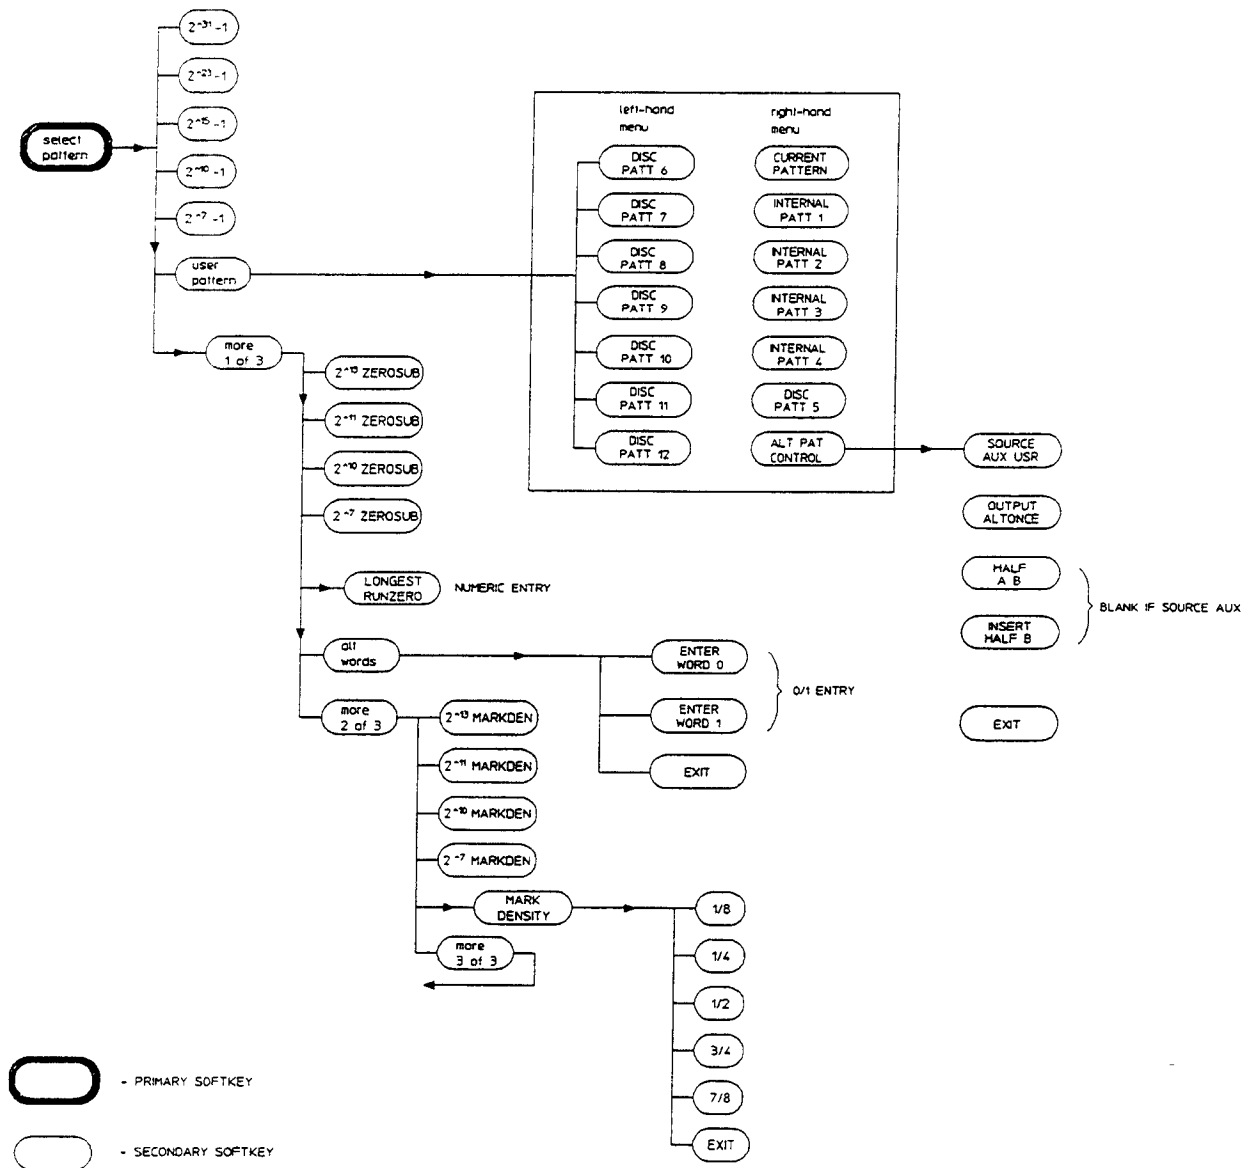 select
pattern
2^31-1
2^23-1
2^15-1
2^10-1
2^7-1
user
pattern
more
1 of 3
left-hand
menu
right-hand
menu
DISC
PATT 6
DISC
PATT 7
DISC
PATT 8
DISC
PATT 9
DISC
PATT 10
DISC
PATT 11
DISC
PATT 12
CURRENT
PATTERN
INTERNAL
PATT 1
INTERNAL
PATT 2
INTERNAL
PATT 3
INTERNAL
PATT 4
DISC
PATT 5
ALT PAT
CONTROL
SOURCE
AUX USR
OUTPUT
ALTONCE
HALF
A B
INSERT
HALF B
BLANK IF SOURCE AUX
EXIT
2^13 ZEROSUB
2^11 ZEROSUB
2^10 ZEROSUB
2^7 ZEROSUB
LONGEST
RUNZERO
NUMERIC ENTRY
alt
words
ENTER
WORD 0
ENTER
WORD 1
0/1 ENTRY
EXIT
more
2 of 3
2^13 MARKDEN
2^11 MARKDEN
2^10 MARKDEN
2^7 MARKDEN
MARK
DENSITY
more
3 of 3
1/8
1/4
1/2
3/4
7/8
EXIT
- PRIMARY SOFTKEY
- SECONDARY SOFTKEY